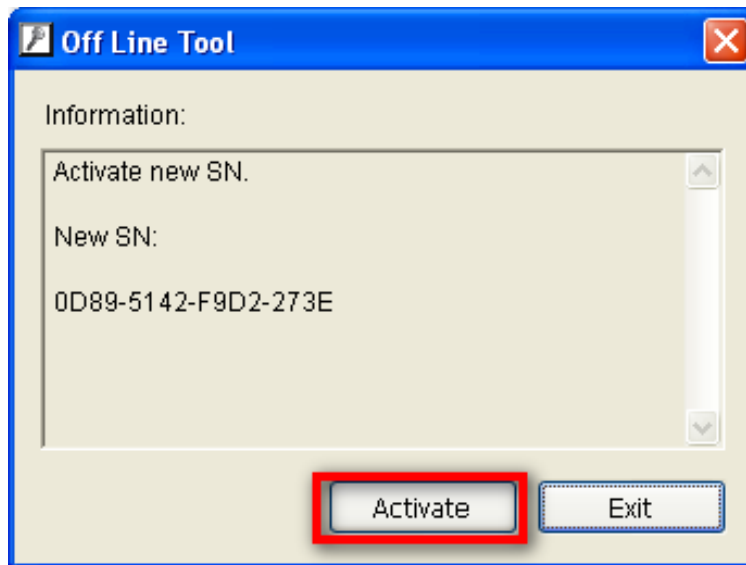 Off Line Tool
Information:
Activate new SN.
New SN:
0D89-5142-F9D2-273E
Activate
Exit